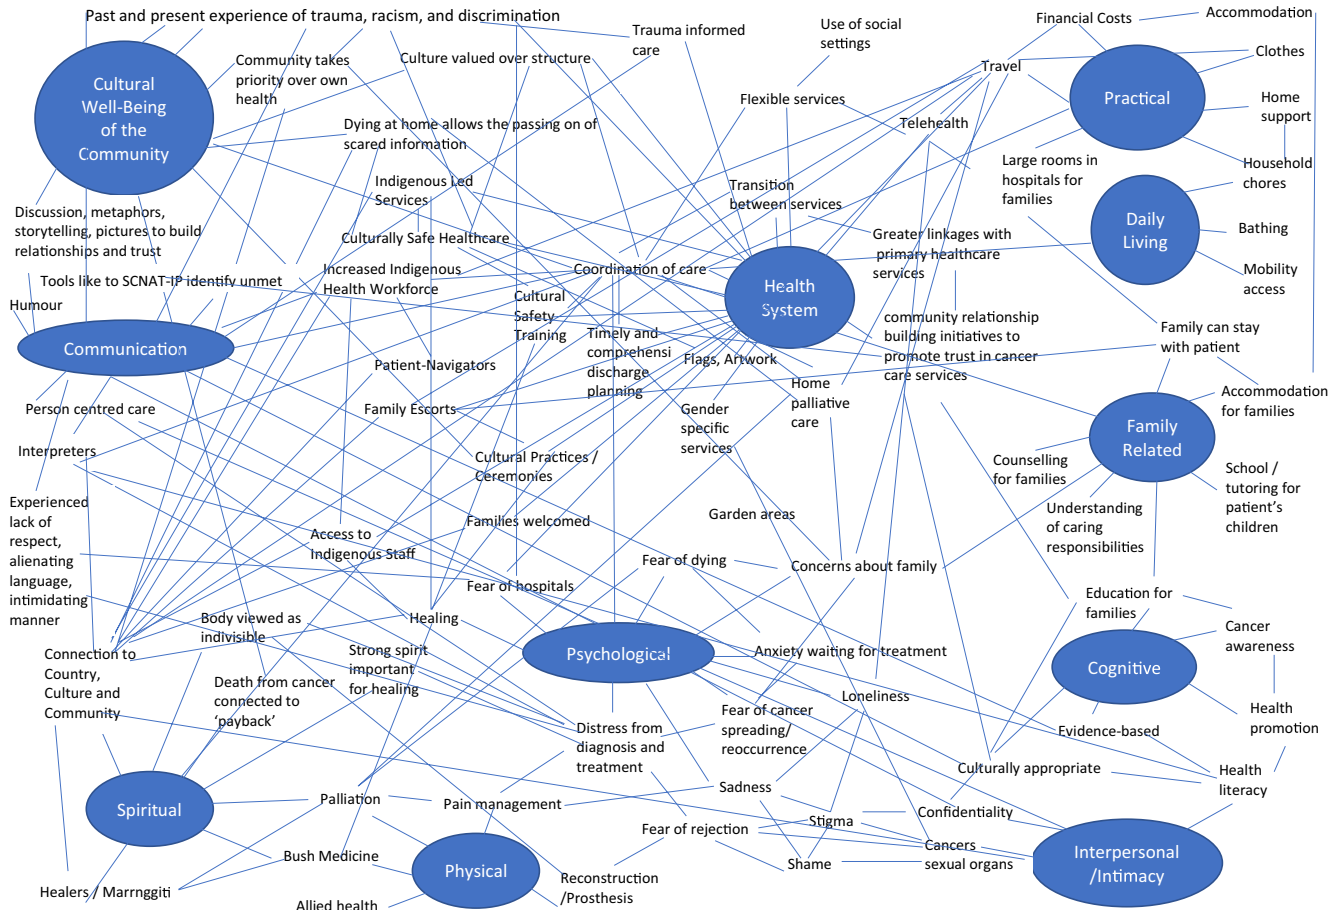 Past and present experience of trauma, racism, and discrimination
Trauma informed
care
Use of social
settings
Financial Costs
Accommodation
Cultural
Well-Being
of the
Community
Community takes
priority over own
health
Culture valued over structure
Travel
Clothes
Practical
Flexible services
Home
support
Dying at home allows the passing on of
scared information
Telehealth
Large rooms in
hospitals for
families
Household
chores
Indigenous Led
Services
Transition
between services
Daily
Living
Discussion, metaphors,
storytelling, pictures to build
relationships and trust
Culturally Safe Healthcare
Greater linkages with
primary healthcare
services
Bathing
Mobility
access
Tools like to SCNAT-IP identify unmet
Increased Indigenous
Health Workforce
Coordination of care
Health
System
Humour
Cultural
Safety
Training
Timely and
comprehensi
discharge
planning
community relationship
building initiatives to
promote trust in cancer
care services
Family can stay
with patient
Communication
Patient-Navigators
Flags, Artwork
Home
palliative
care
Accommodation
for families
Person centred care
Family Escorts
Gender
specific
services
Family
Related
Interpreters
Cultural Practices /
Ceremonies
Counselling
for families
School /
tutoring for
patient's
children
Experienced
lack of
respect,
alienating
language,
intimidating
manner
Families welcomed
Garden areas
Understanding
of caring
responsibilities
Access to
Indigenous Staff
Fear of dying
Concerns about family
Fear of hospitals
Education for
families
Body viewed as
indivisible
Healing
Cancer
awareness
Connection to
Country,
Culture and
Community
Strong spirit
important
for healing
Psychological
Anxiety waiting for treatment
Cognitive
Death from cancer
connected to
‘payback’
Loneliness
Distress from
diagnosis and
treatment
Fear of cancer
spreading/
reoccurrence
Health
promotion
Evidence-based
Culturally appropriate
Health
literacy
Spiritual
Palliation
Pain management
Sadness
Confidentiality
Fear of rejection
Stigma
Bush Medicine
Physical
Shame
Cancers
sexual organs
Interpersonal
/Intimacy
Healers / Marrnggiti
Reconstruction
/Prosthesis
Allied health